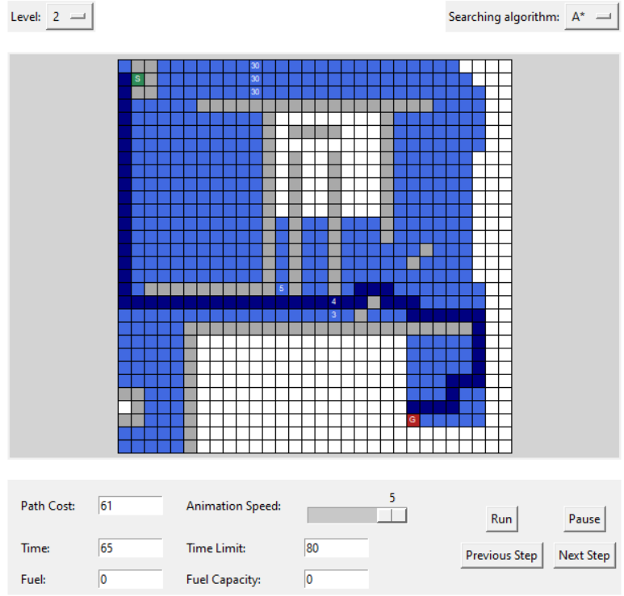 Level: 2 Searching algorithm: A*
30
S 30
30
5
4
3
G
Path Cost: 61 Animation Speed: 5 Run Pause
Time: 65 Time Limit: 80 Previous Step Next Step
Fuel: 0 Fuel Capacity: 0